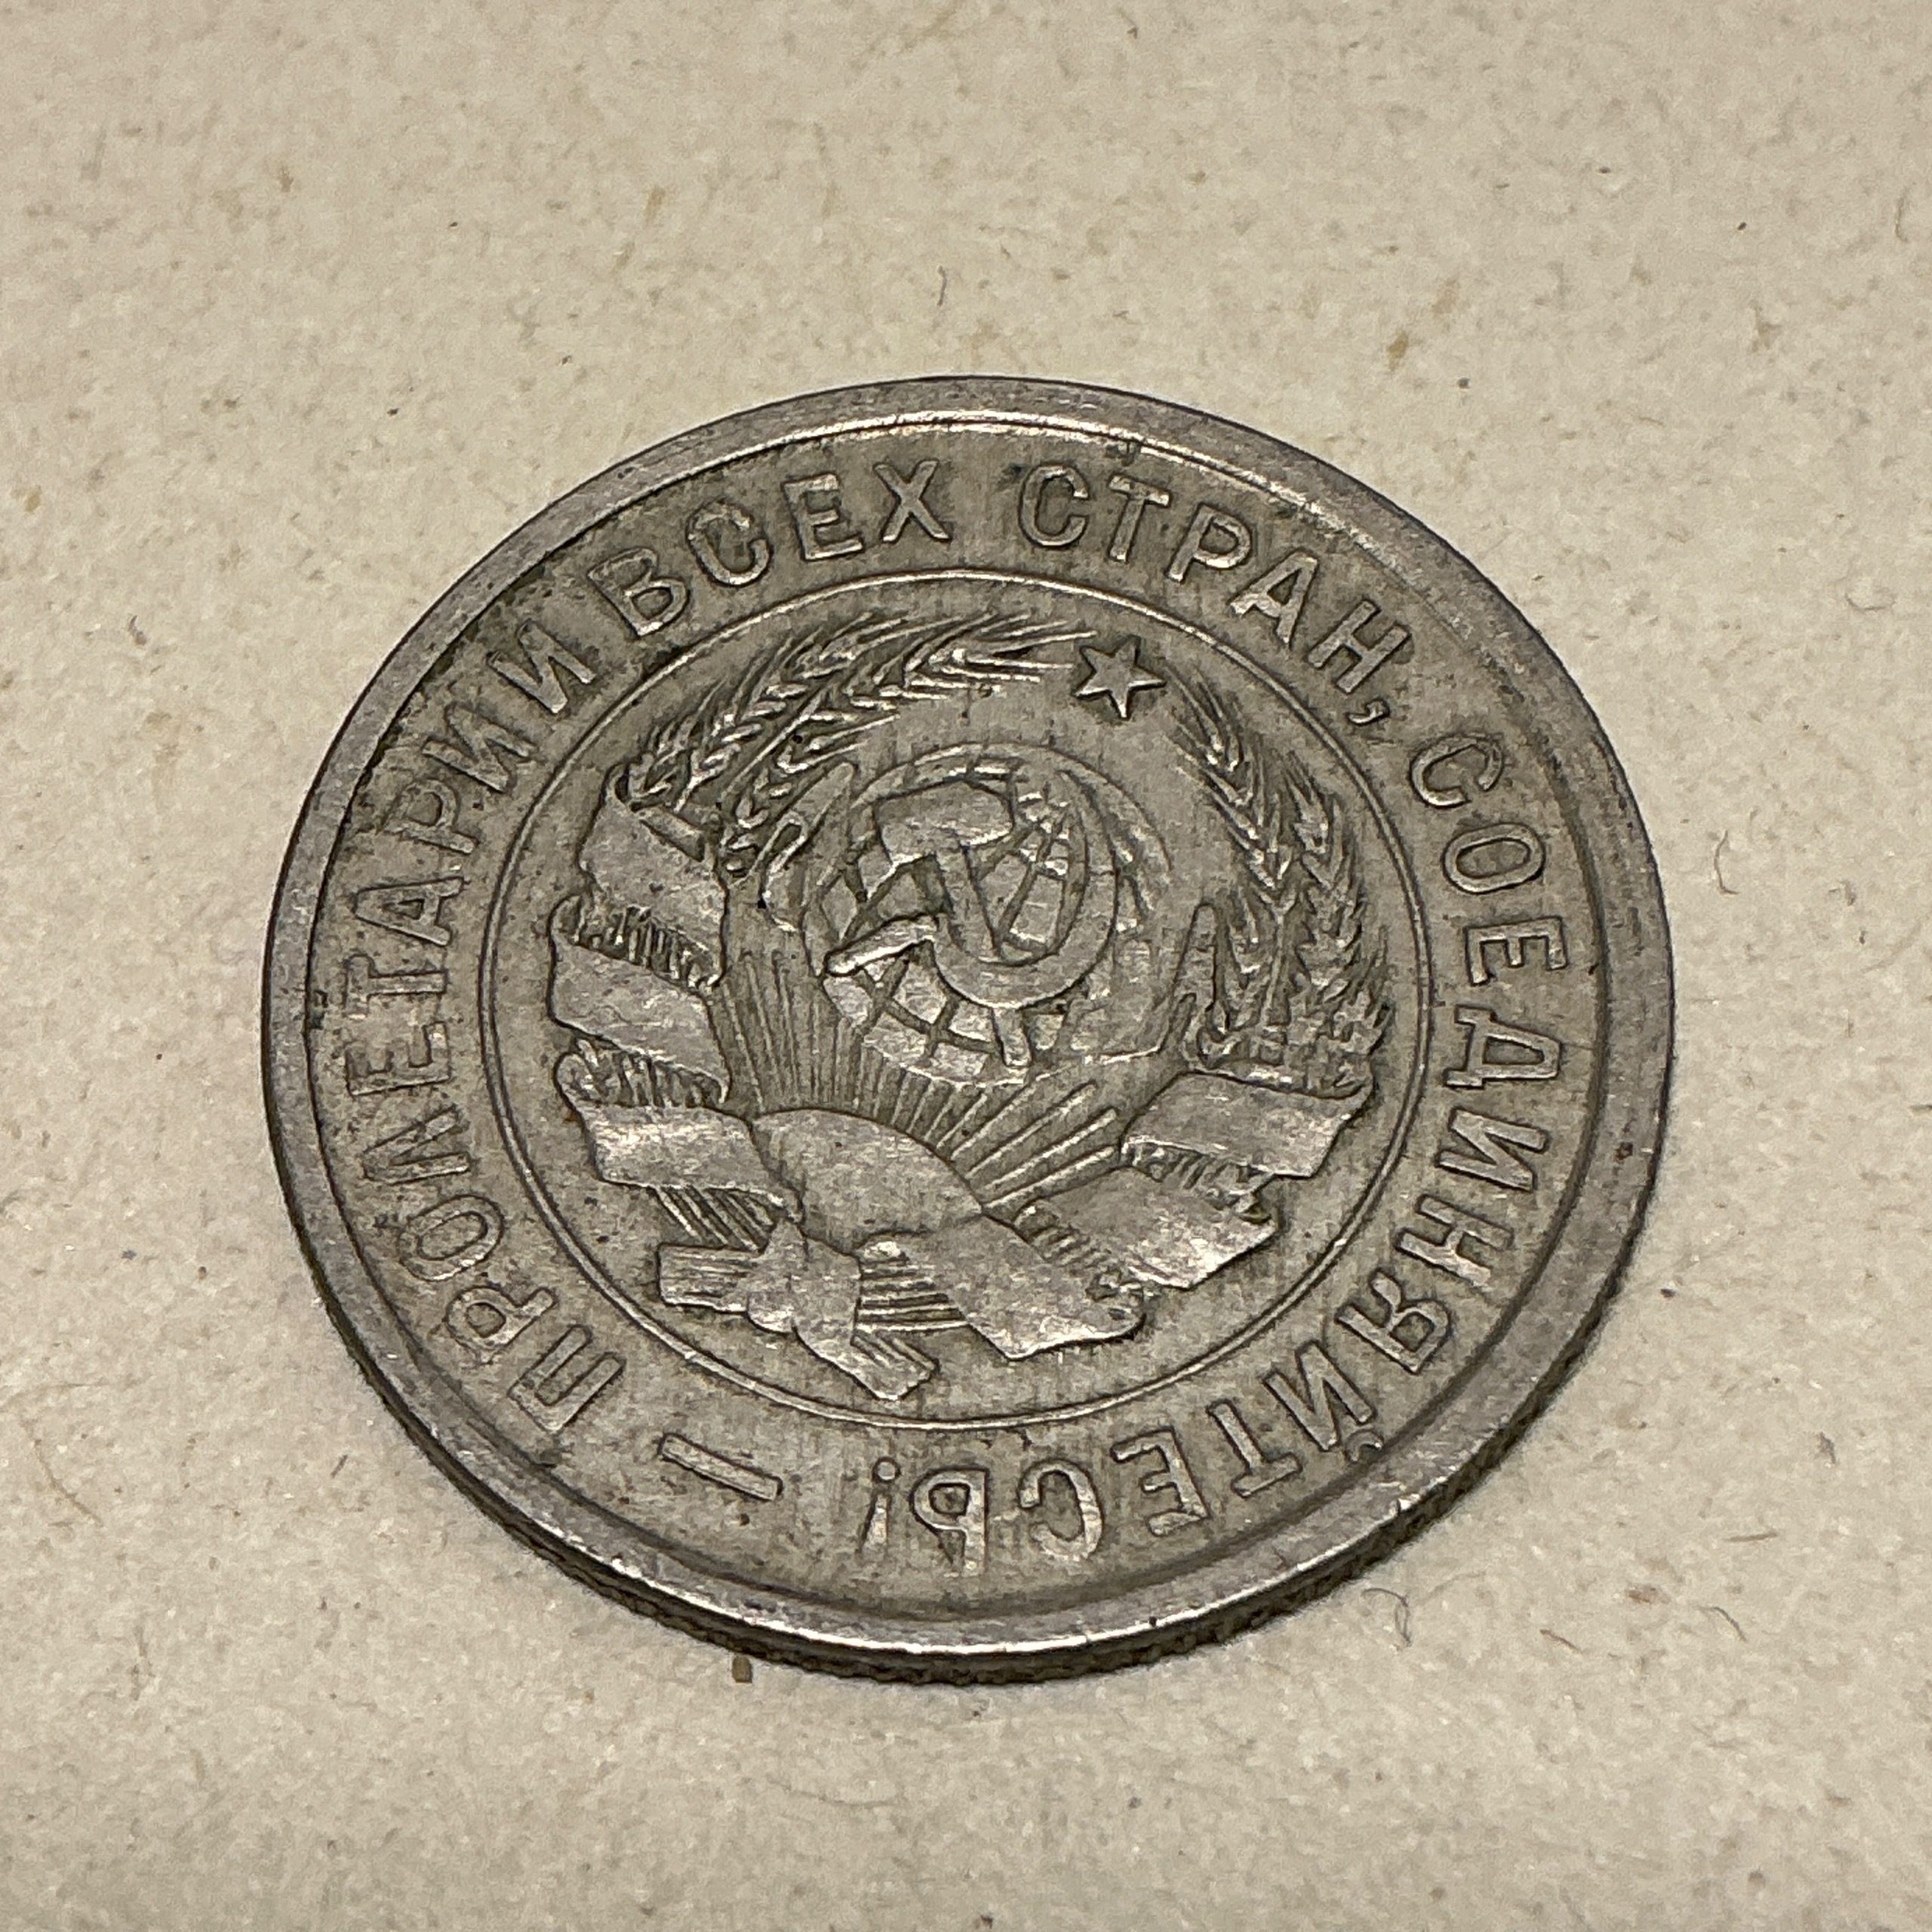 — ПРОЛЕТАРИИ ВСЕХ СТРАН, СОЕДИНЯЙТЕСЬ!